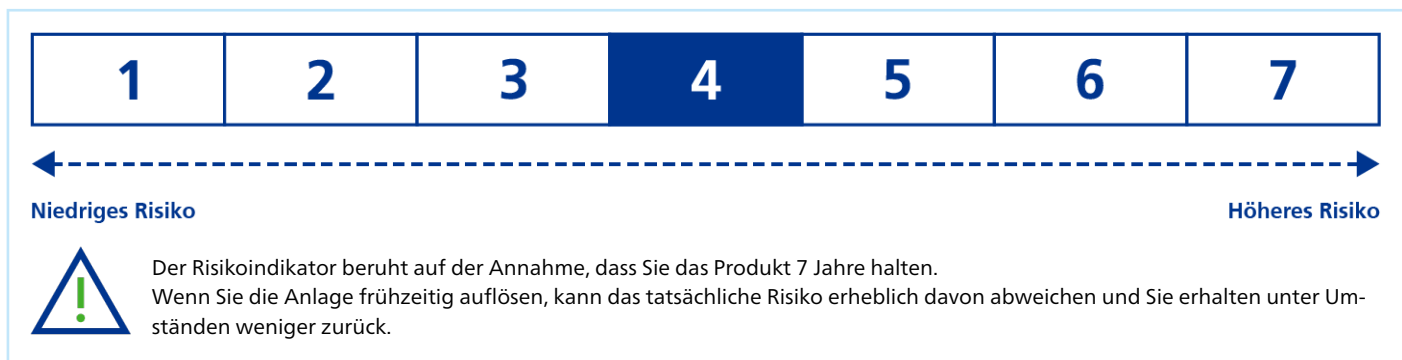 1 2 3 4 5 6 7
Niedriges Risiko Höheres Risiko
Der Risikoindikator beruht auf der Annahme, dass Sie das Produkt 7 Jahre halten.
Wenn Sie die Anlage frühzeitig auflösen, kann das tatsächliche Risiko erheblich davon abweichen und Sie erhalten unter Um-
ständen weniger zurück.